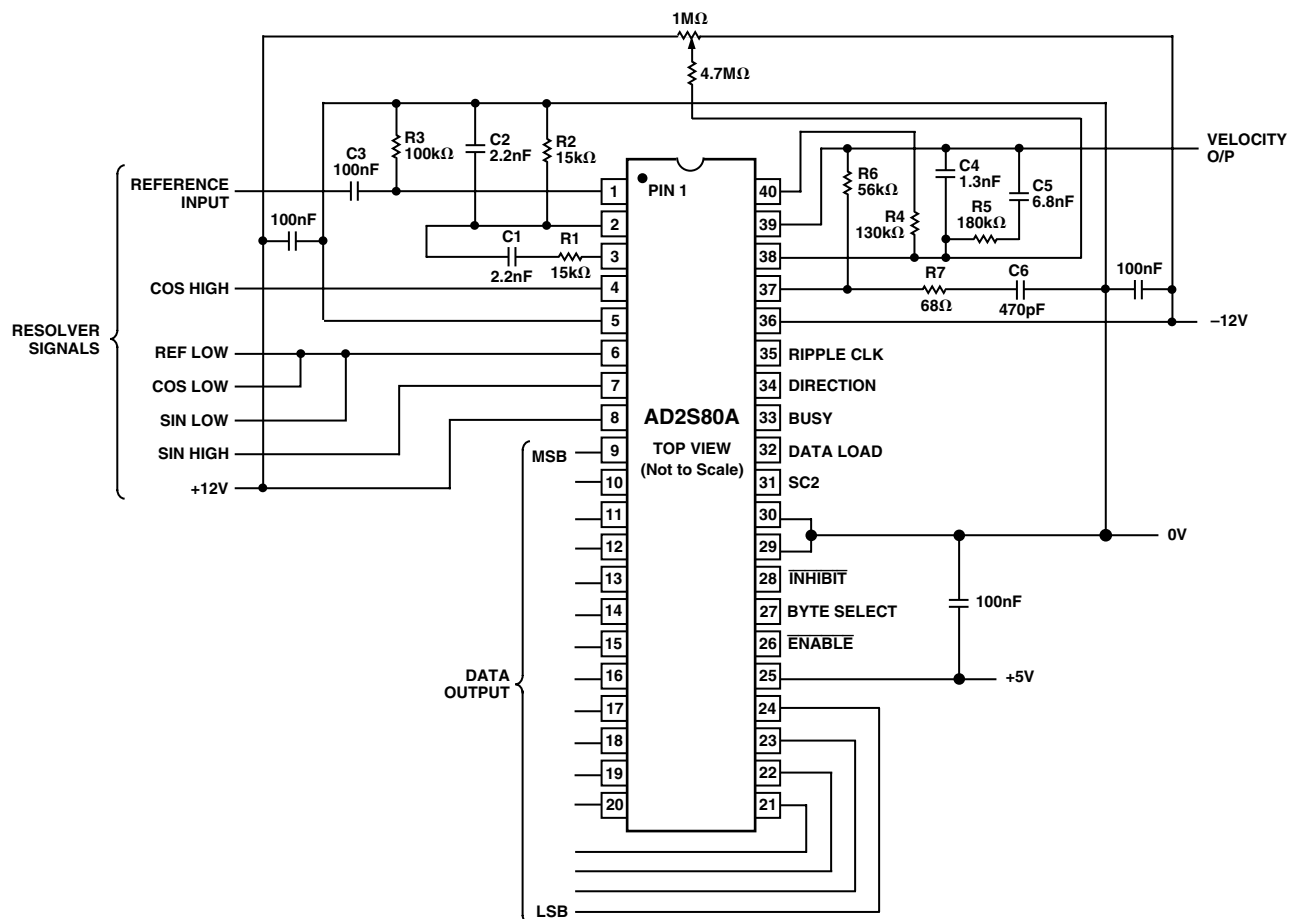 1MΩ
4.7MΩ
R3
100kΩ
C2
2.2nF
R2
15kΩ
C3
100nF
REFERENCE
INPUT
100nF
C1
2.2nF
R1
15kΩ
COS HIGH
RESOLVER
SIGNALS
REF LOW
COS LOW
SIN LOW
SIN HIGH
+12V
MSB
DATA
OUTPUT
LSB
PIN 1
AD2S80A
TOP VIEW
(Not to Scale)
1
2
3
4
5
6
7
8
9
10
11
12
13
14
15
16
17
18
19
20
40
39
38
37
36
35
34
33
32
31
30
29
28
27
26
25
24
23
22
21
VELOCITY
O/P
R6
56kΩ
R4
130kΩ
C4
1.3nF
R5
180kΩ
C5
6.8nF
R7
68Ω
C6
470pF
100nF
–12V
RIPPLE CLK
DIRECTION
BUSY
DATA LOAD
SC2
0V
INHIBIT
BYTE SELECT
ENABLE
100nF
+5V